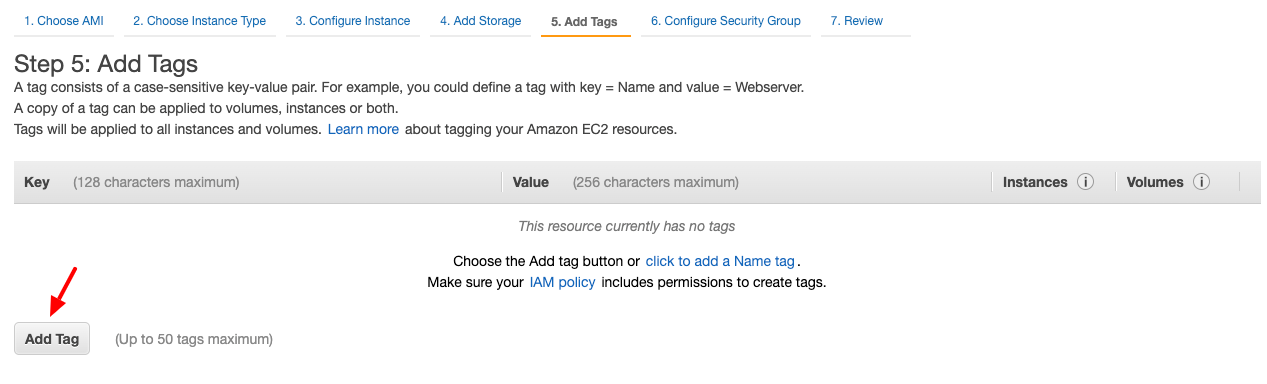 1. Choose AMI 2. Choose Instance Type 3. Configure Instance 4. Add Storage 5. Add Tags 6. Configure Security Group 7. Review
Step 5: Add Tags
A tag consists of a case-sensitive key-value pair. For example, you could define a tag with key = Name and value = Webserver.
A copy of a tag can be applied to volumes, instances or both.
Tags will be applied to all instances and volumes. Learn more about tagging your Amazon EC2 resources.
Key (128 characters maximum) Value (256 characters maximum) Instances i Volumes i
This resource currently has no tags
Choose the Add tag button or click to add a Name tag.
Make sure your IAM policy includes permissions to create tags.
Add Tag (Up to 50 tags maximum)